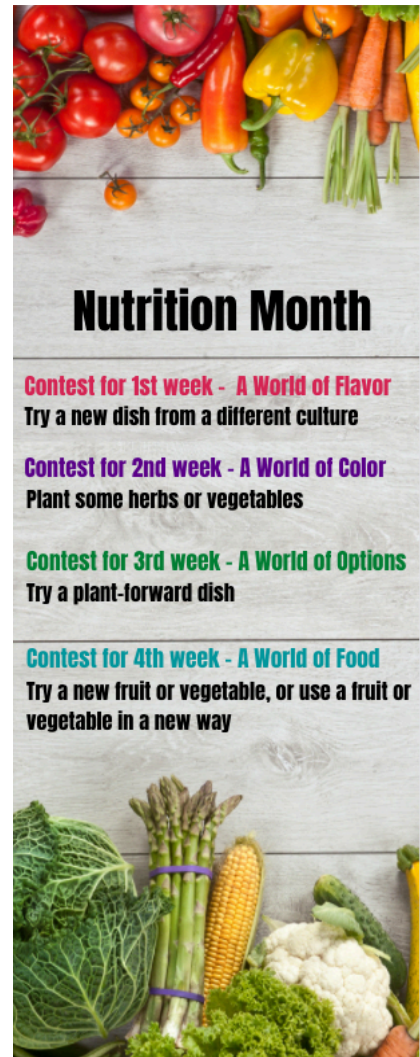 Nutrition Month
Contest for 1st week -  A World of Flavor
Try a new dish from a different culture
Contest for 2nd week - A World of Color
Plant some herbs or vegetables
Contest for 3rd week - A World of Options
Try a plant-forward dish
Contest for 4th week - A World of Food
Try a new fruit or vegetable, or use a fruit or
vegetable in a new way